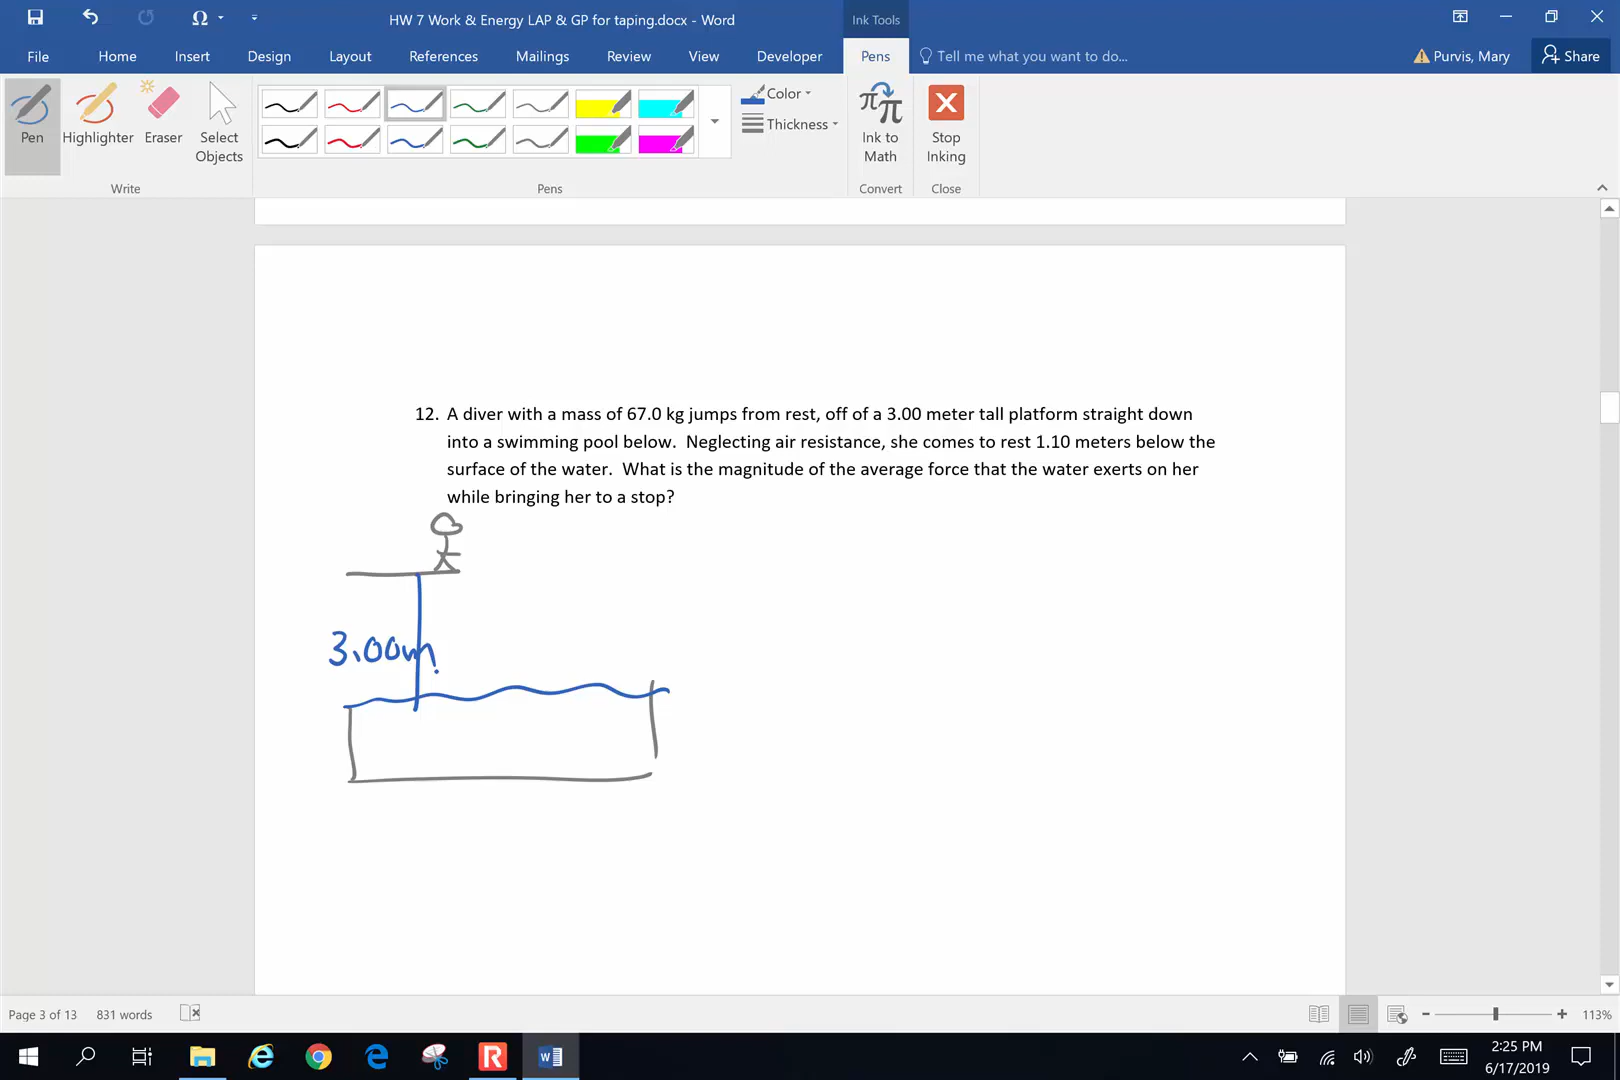 HW 7 Work & Energy LAP & GP for taping.docx - Word
Ink Tools
File Home Insert Design Layout References Mailings Review View Developer Pens Tell me what you want to do... Purvis, Mary Share
Pen Highlighter Eraser Select Objects
Color
Thickness
Ink to Math
Stop Inking
Write Pens Convert Close
12. A diver with a mass of 67.0 kg jumps from rest, off of a 3.00 meter tall platform straight down
into a swimming pool below. Neglecting air resistance, she comes to rest 1.10 meters below the
surface of the water. What is the magnitude of the average force that the water exerts on her
while bringing her to a stop?
3.00m
Page 3 of 13 831 words 113%
2:25 PM
6/17/2019